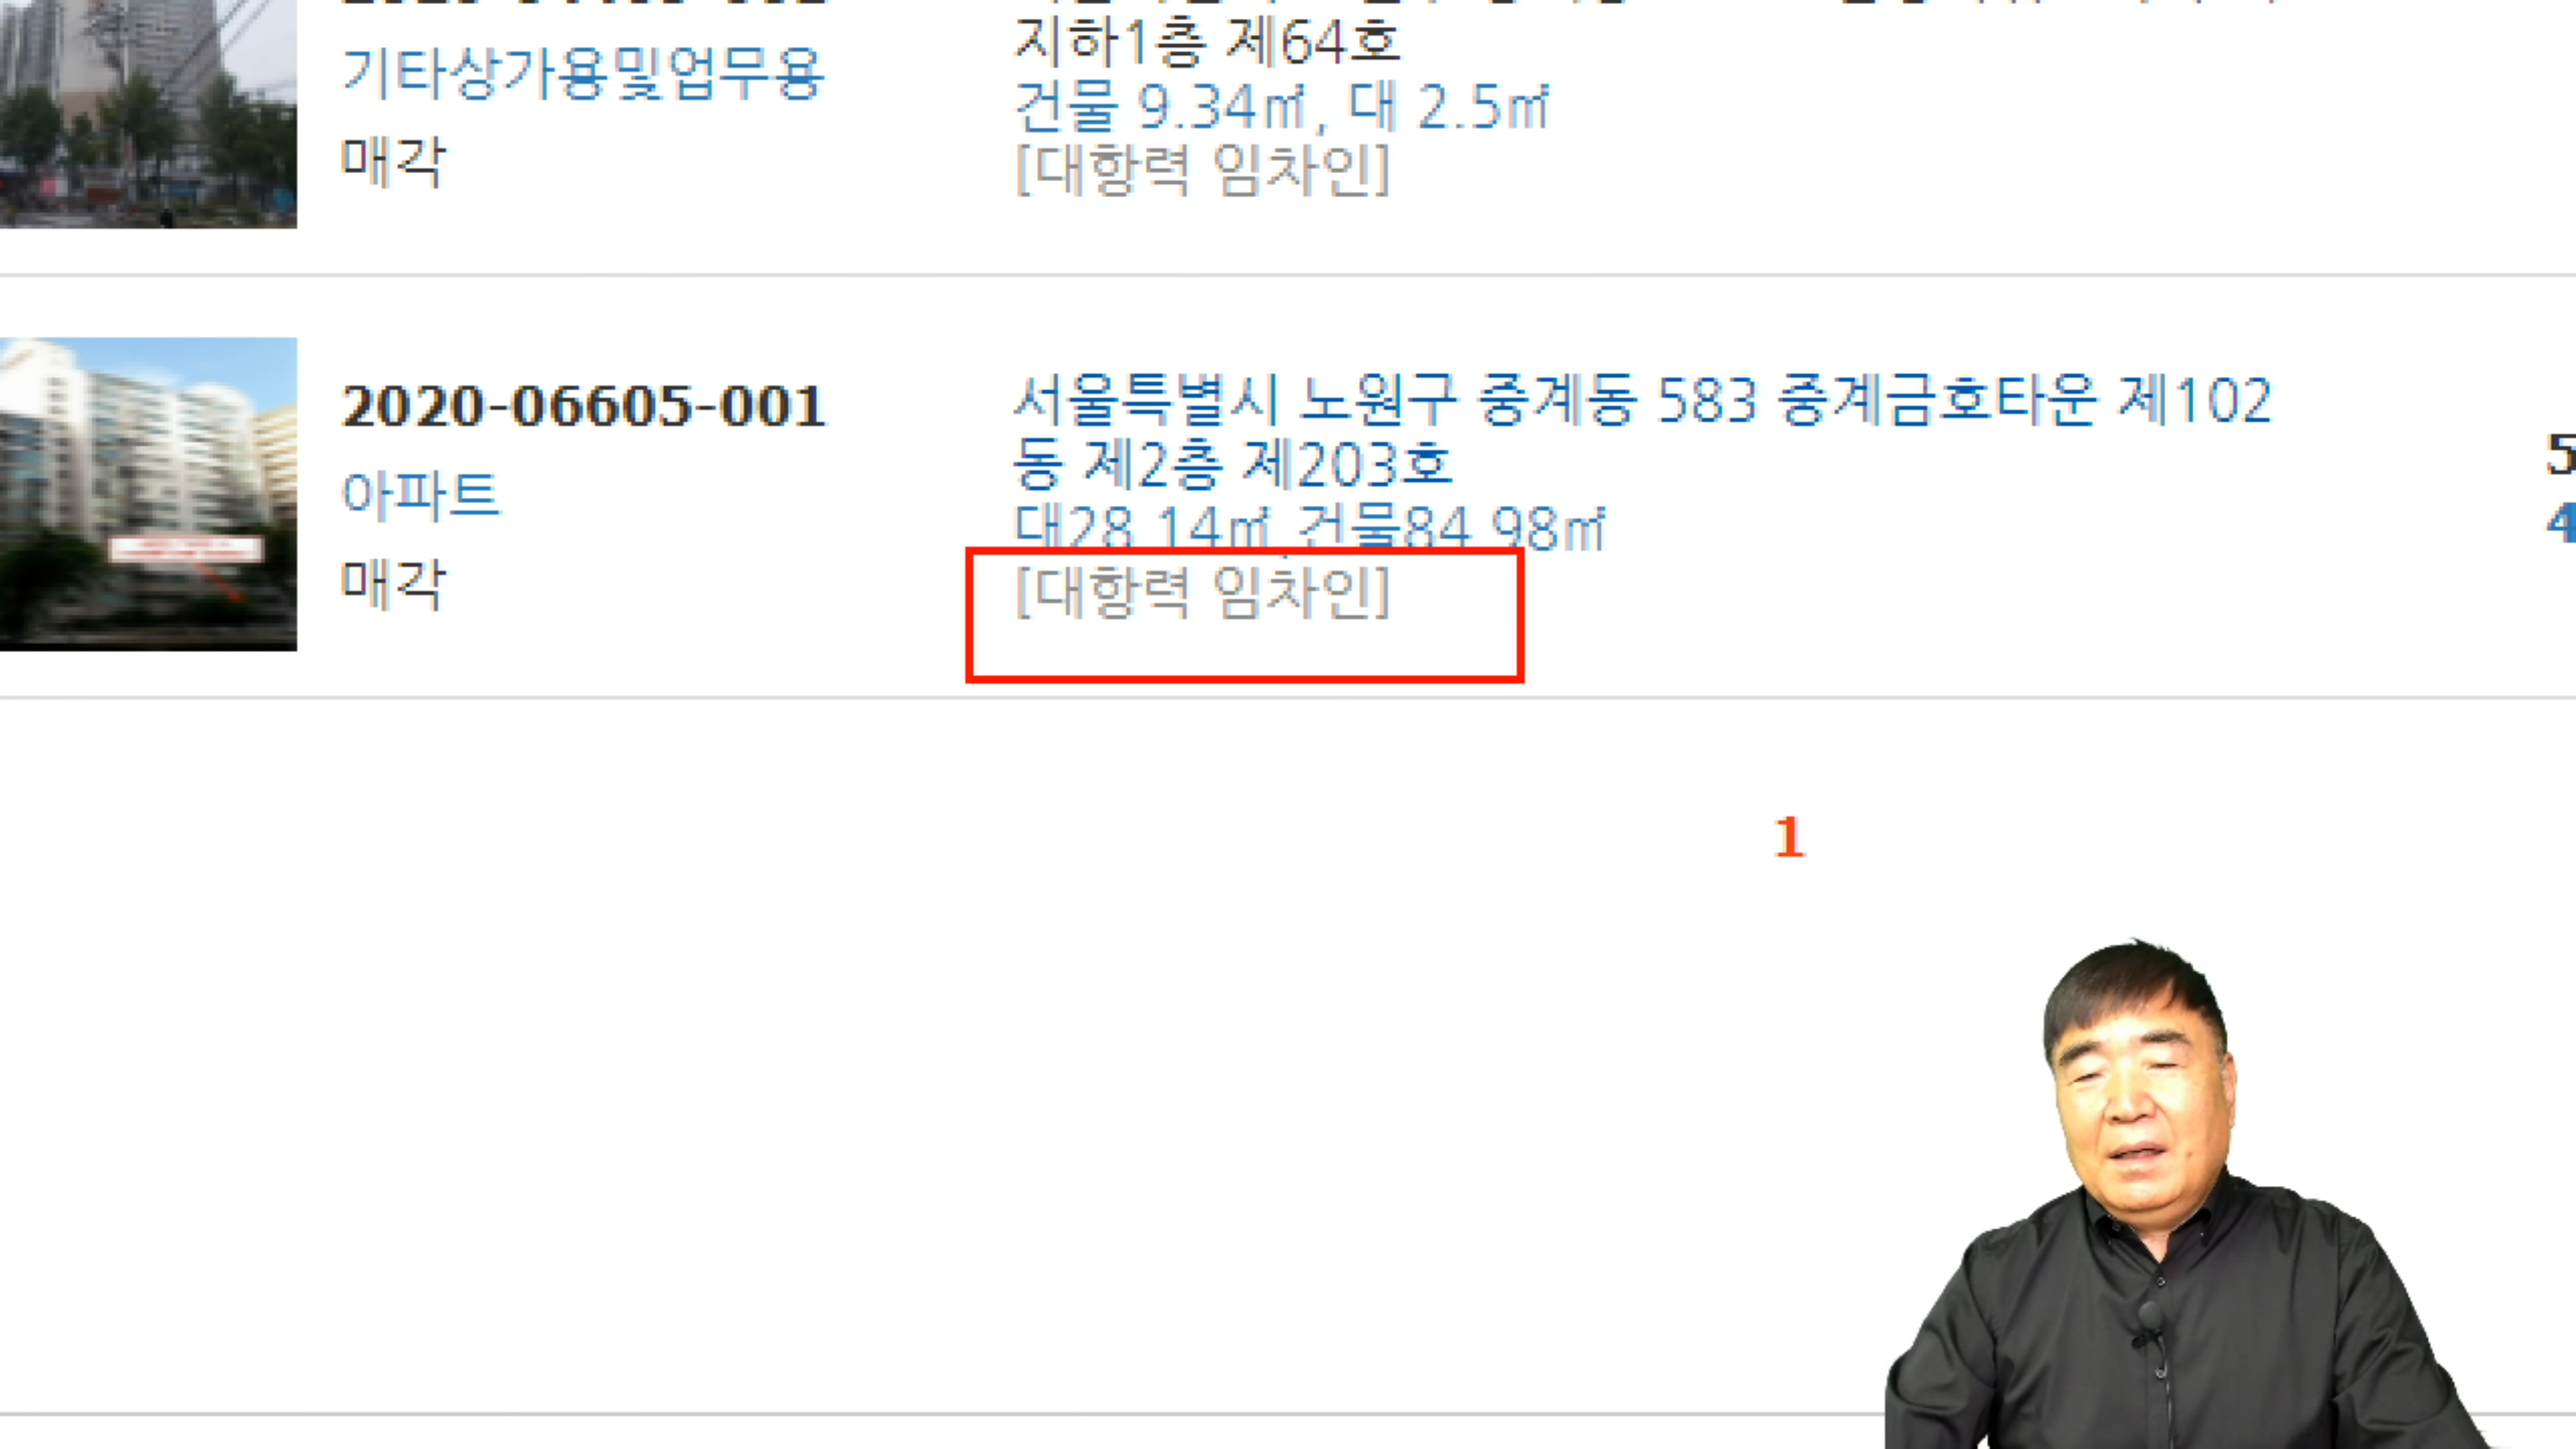 기타상가용및업무용
매각
지하1층 제64호
건물 9.34㎡, 대 2.5㎡
[대항력 임차인]
2020-06605-001
아파트
매각
서울특별시 노원구 중계동 583 중계금호타운 제102
동 제2층 제203호
대28.14㎡,건물84.98㎡
[대항력 임차인]
5
4
1